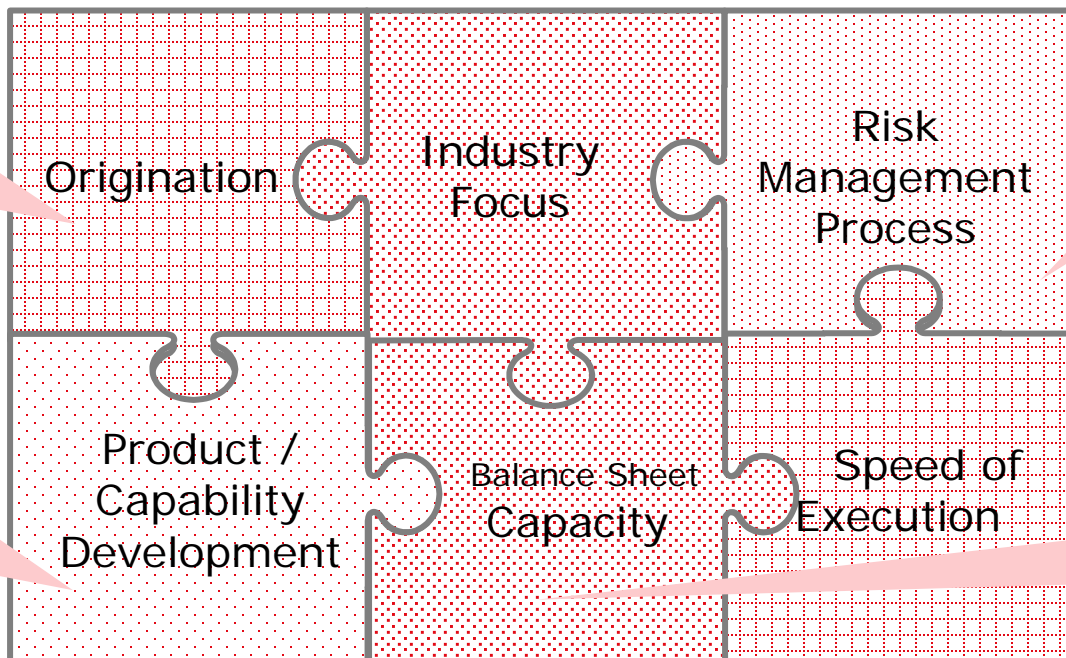 Origination
Industry
Focus
Risk
Management
Process
Product /
Capability
Development
Balance Sheet
Capacity
Speed of
Execution